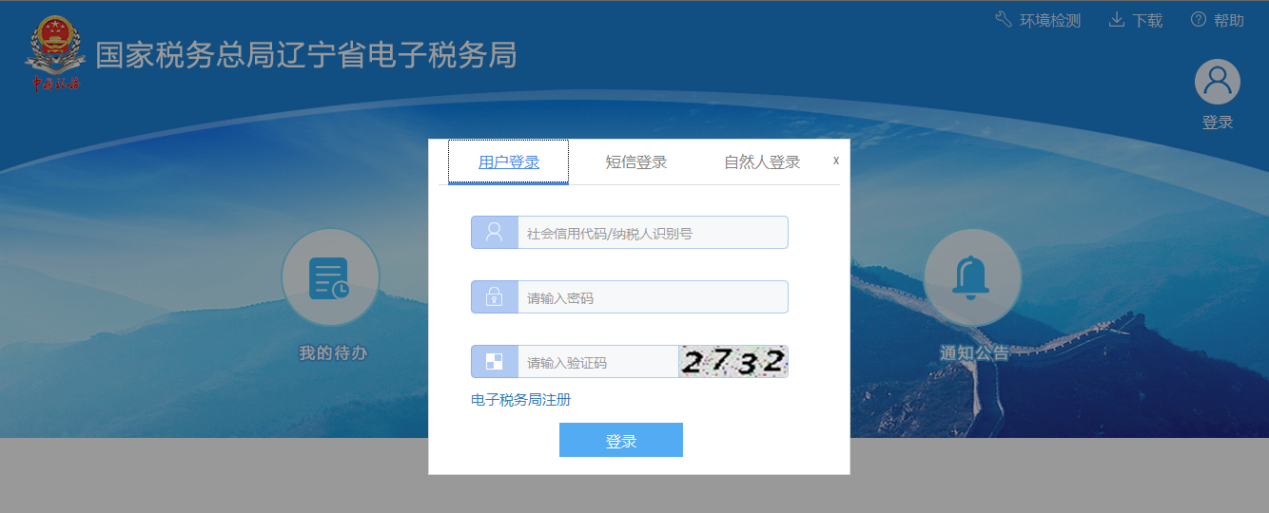 环境检测 下载 帮助
国家税务总局辽宁省电子税务局
中国税务
登录
用户登录 短信登录 自然人登录 x
社会信用代码/纳税人识别号
请输入密码
请输入验证码 2732
我的待办 通知公告
电子税务局注册
登录